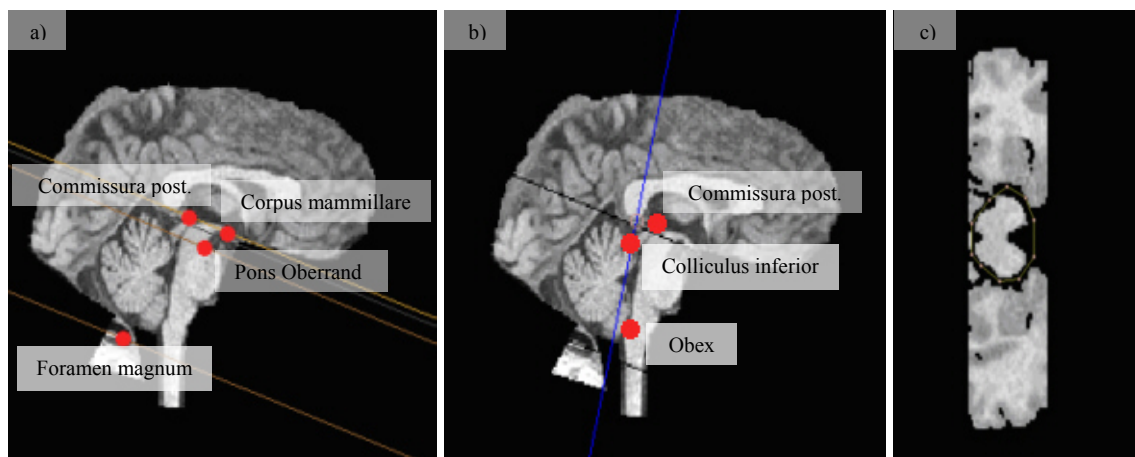 a)
Commissura post.
Corpus mammillare
Pons Oberrand
Foramen magnum
b)
Commissura post.
Colliculus inferior
Obex
c)